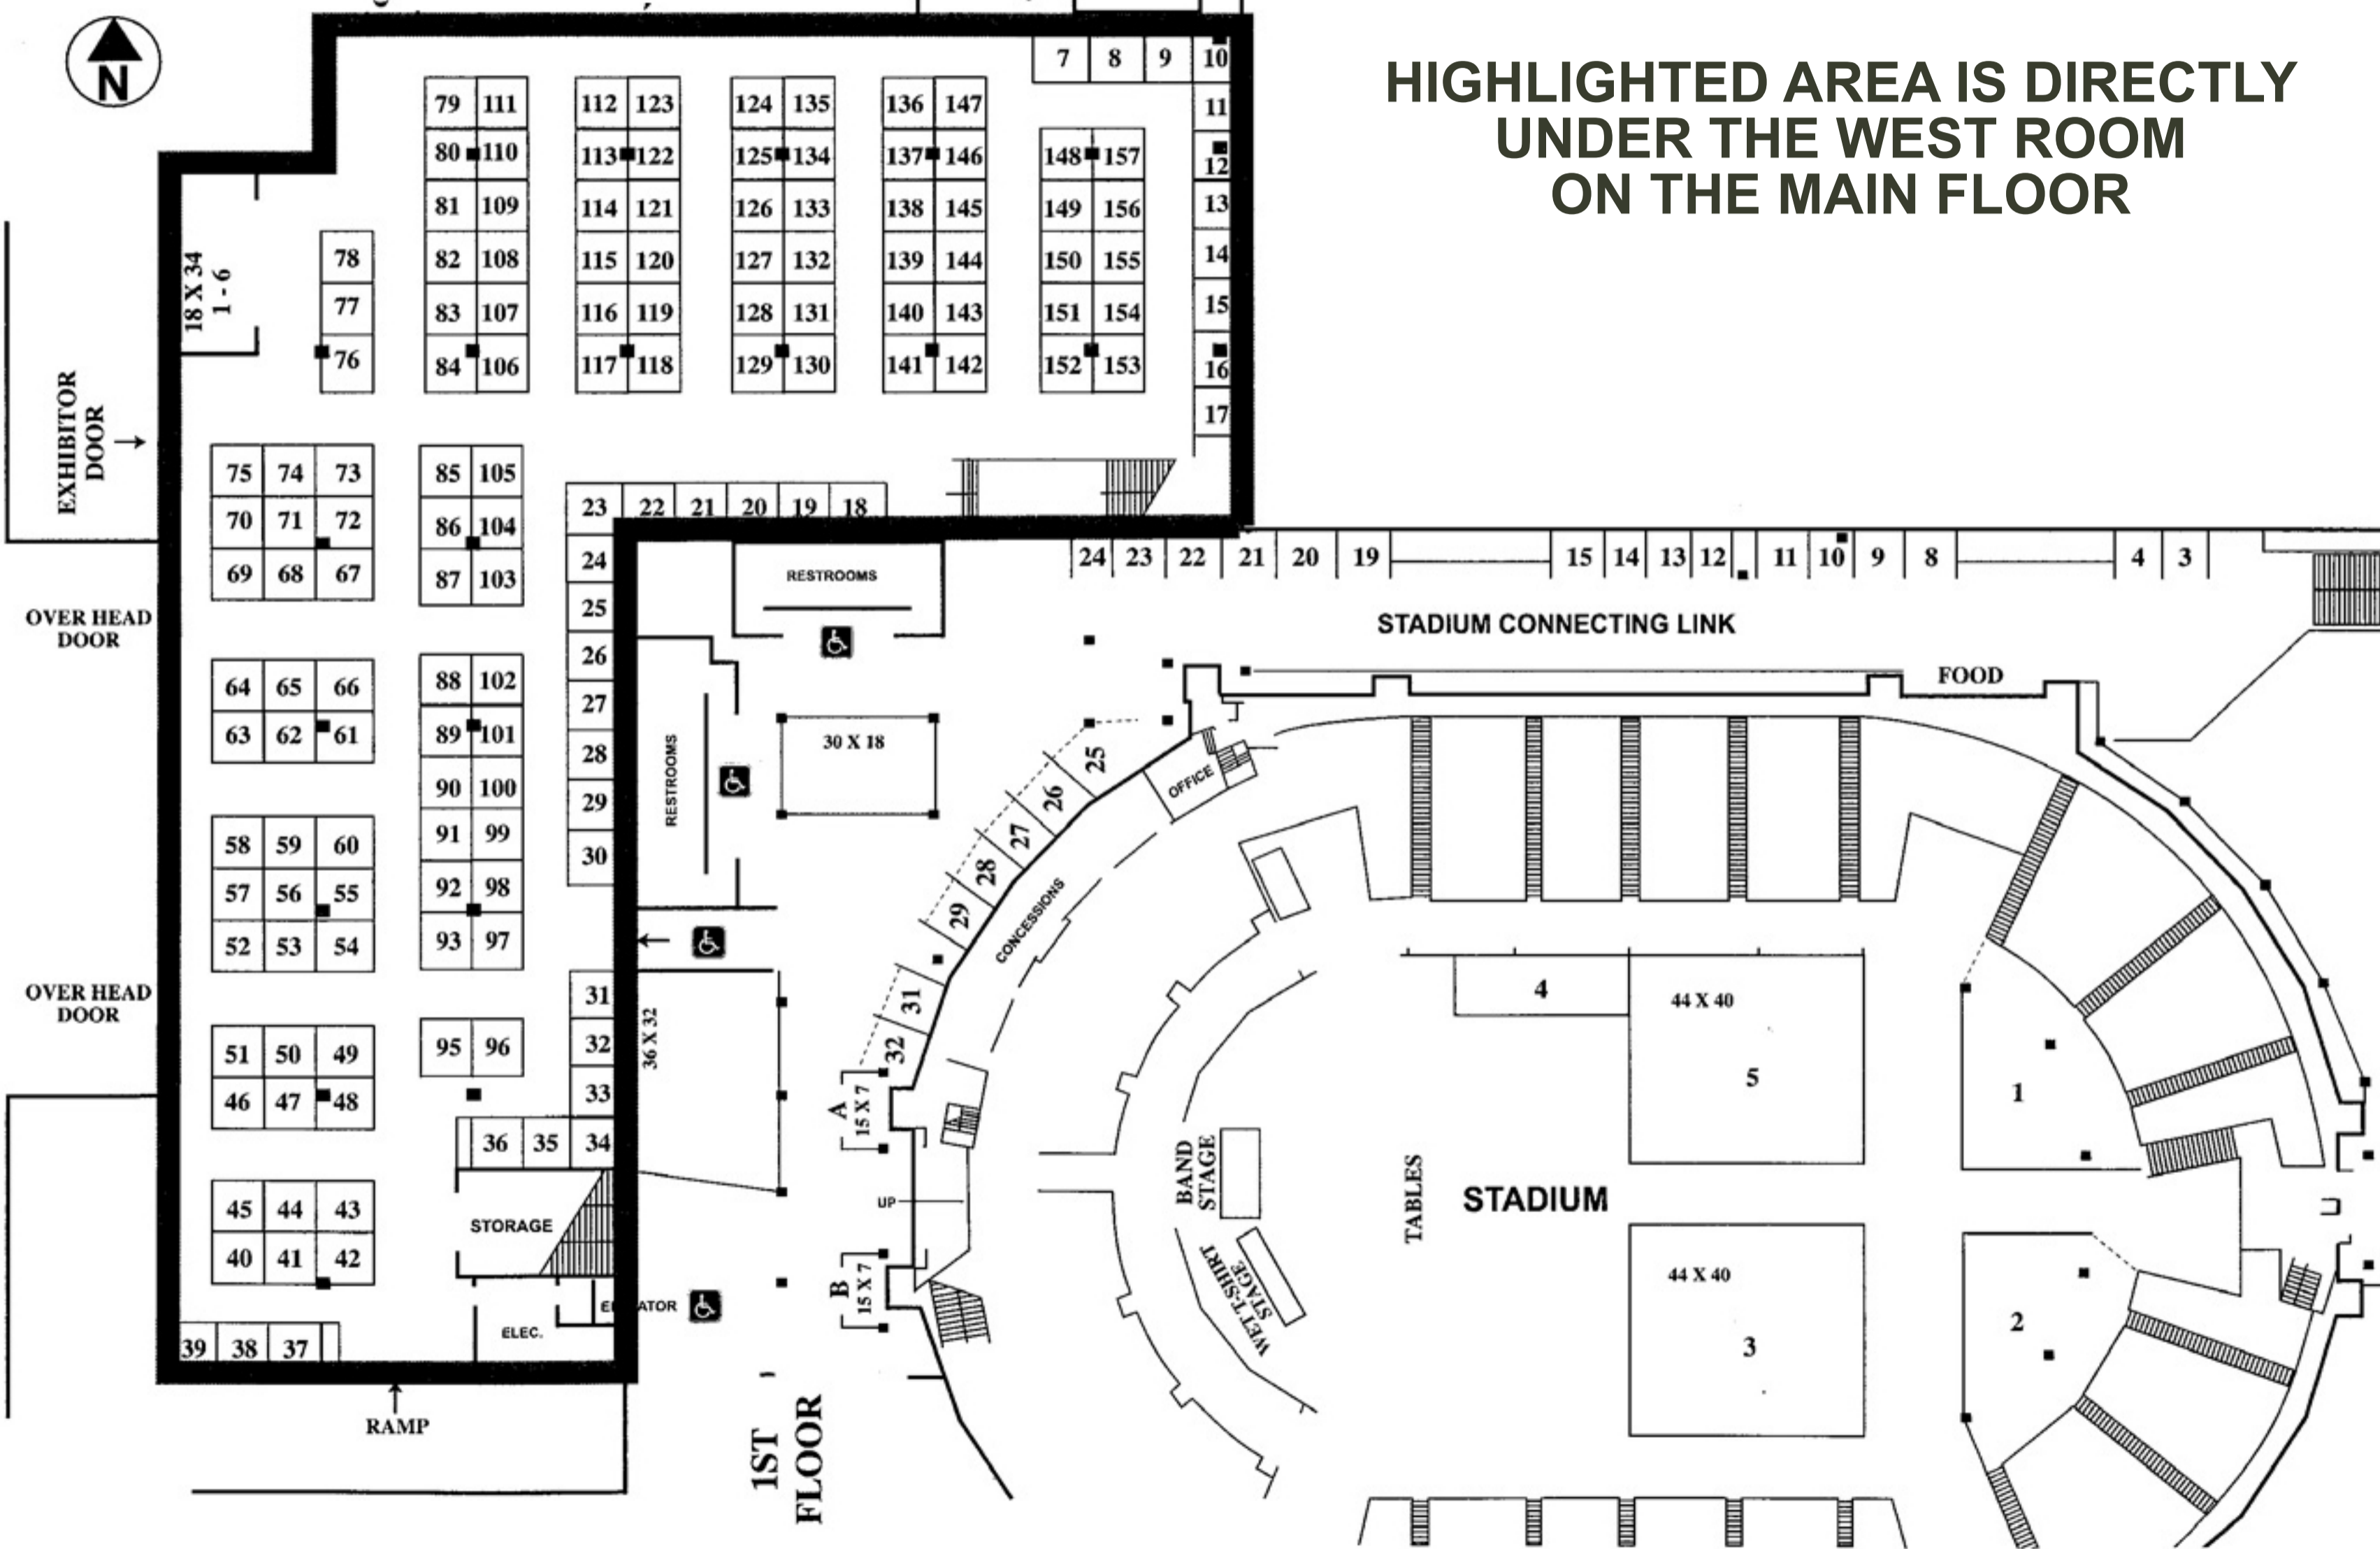 N
HIGHLIGHTED AREA IS DIRECTLY
UNDER THE WEST ROOM
ON THE MAIN FLOOR
7 8 9 10
11
12
13
14
15
16
17
79 111 112 123 124 135 136 147
80 110 113 122 125 134 137 146 148 157
81 109 114 121 126 133 138 145 149 156
82 108 115 120 127 132 139 144 150 155
83 107 116 119 128 131 140 143 151 154
84 106 117 118 129 130 141 142 152 153
18 X 34
1 - 6
78
77
76
EXHIBITOR
DOOR
75 74 73 85 105
70 71 72 86 104
69 68 67 87 103
23 22 21 20 19 18
24
25
26
27
28
29
30
OVER HEAD
DOOR
64 65 66 88 102
63 62 61 89 101
90 100
58 59 60 91 99
57 56 55 92 98
52 53 54 93 97
OVER HEAD
DOOR
51 50 49 95 96
46 47 48
31
32
33
36 35 34
45 44 43
40 41 42
STORAGE
ELEC.
39 38 37
RAMP
RESTROOMS
RESTROOMS
30 X 18
36 X 32
1ST
FLOOR
24 23 22 21 20 19 15 14 13 12 11 10 9 8 4 3
STADIUM CONNECTING LINK
FOOD
25
26
27
28
29
31
32
OFFICE
CONCESSIONS
A
15 X 7
UP
B
15 X 7
BAND
STAGE
WET T-SHIRT
STAGE
TABLES
STADIUM
4
44 X 40
5
44 X 40
3
1
2